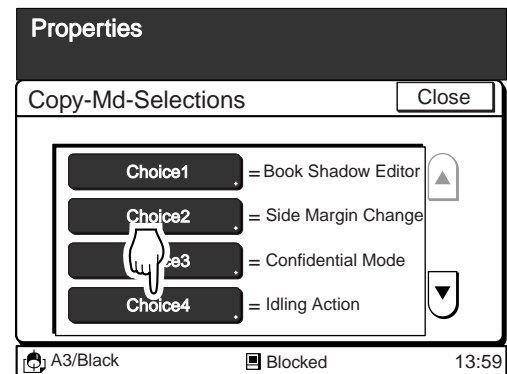 Properties
Copy-Md-Selections Close
Choice1 = Book Shadow Editor
Choice2 = Side Margin Change
ce3 = Confidential Mode
Choice4 = Idling Action
A3/Black Blocked 13:59